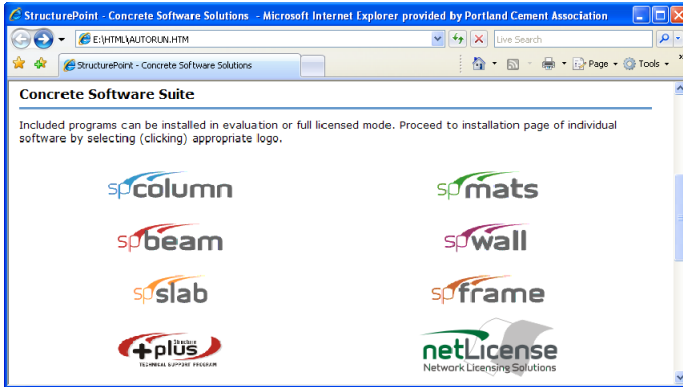 StructurePoint - Concrete Software Solutions - Microsoft Internet Explorer provided by Portland Cement Association
E:\HTML\AUTORUN.HTM
Live Search
StructurePoint - Concrete Software Solutions
Page
Tools
Concrete Software Suite
Included programs can be installed in evaluation or full licensed mode. Proceed to installation page of individual
software by selecting (clicking) appropriate logo.
spcolumn
spmats
spbeam
spwall
spslab
spframe
Structure
+plus
TECHNICAL SUPPORT PROGRAM
netLicense
Network Licensing Solutions